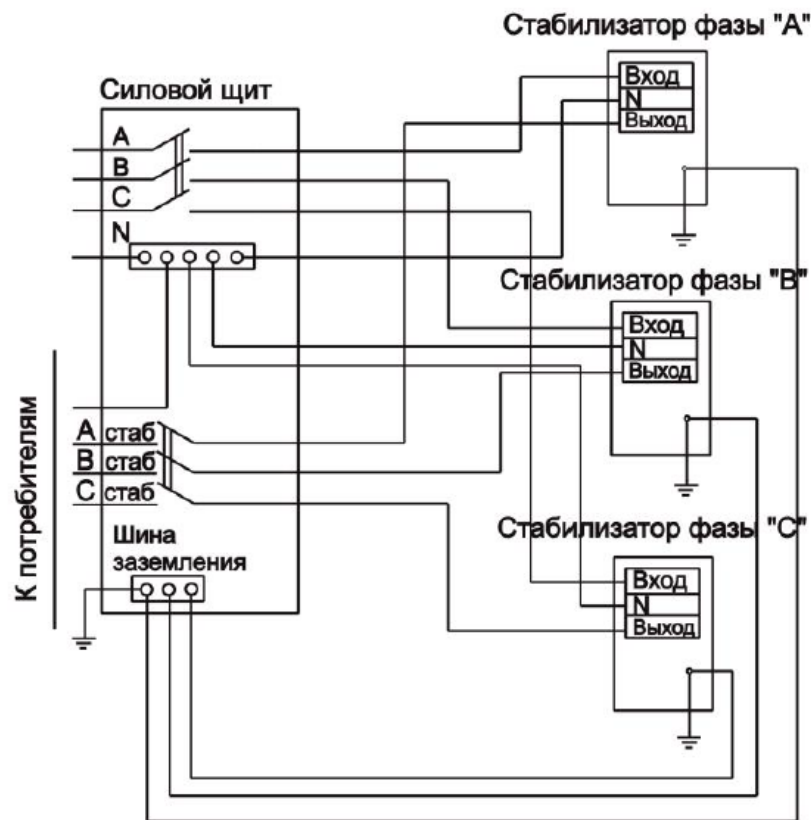 Стабилизатор фазы "А"
Вход
N
Выход
Силовой щит
А
В
С
N
Стабилизатор фазы "В"
Вход
N
Выход
К потребителям
А стаб
В стаб
С стаб
Шина
заземления
Стабилизатор фазы "С"
Вход
N
Выход